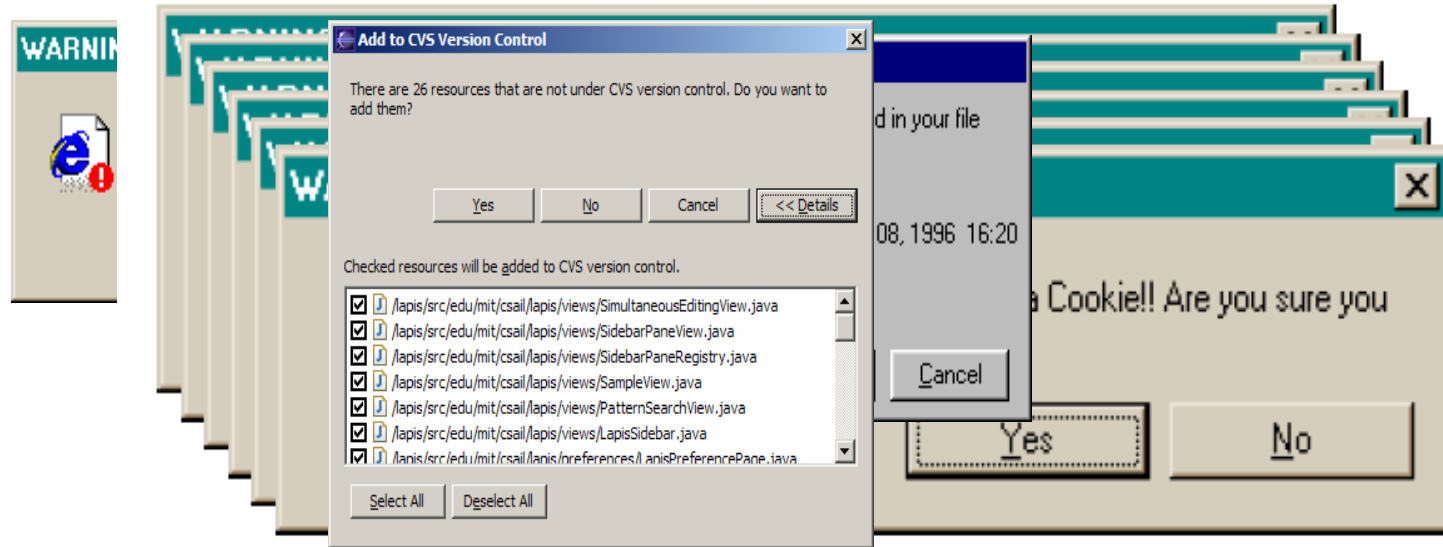 WARNIN
Add to CVS Version Control
There are 26 resources that are not under CVS version control. Do you want to
add them?
Yes
No
Cancel
<< Details
Checked resources will be added to CVS version control.
/lapis/src/edu/mit/csail/lapis/views/SimultaneousEditingView.java
/lapis/src/edu/mit/csail/lapis/views/SidebarPaneView.java
/lapis/src/edu/mit/csail/lapis/views/SidebarPaneRegistry.java
/lapis/src/edu/mit/csail/lapis/views/SampleView.java
/lapis/src/edu/mit/csail/lapis/views/PatternSearchView.java
/lapis/src/edu/mit/csail/lapis/views/LapisSidebar.java
/lapis/src/edu/mit/csail/lapis/preferences/LapisPreferencePage.java
Select All
Deselect All
d in your file
08, 1996 16:20
Cancel
a Cookie!! Are you sure you
Yes
No